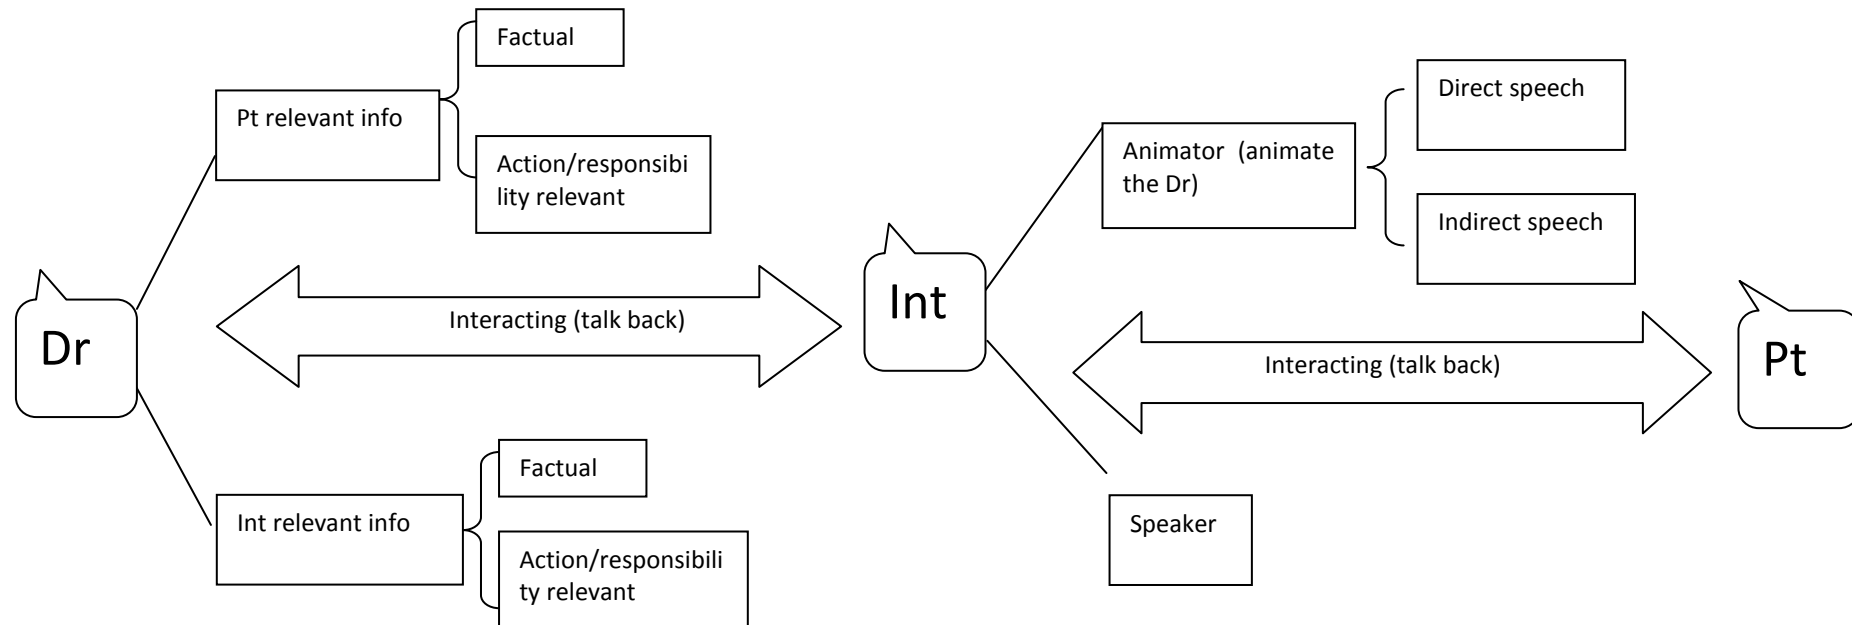 Factual
Pt relevant info
Action/responsibi
lity relevant
Dr
Interacting (talk back)
Int relevant info
Factual
Action/responsibili
ty relevant
Int
Animator (animate
the Dr)
Direct speech
Indirect speech
Interacting (talk back)
Speaker
Pt